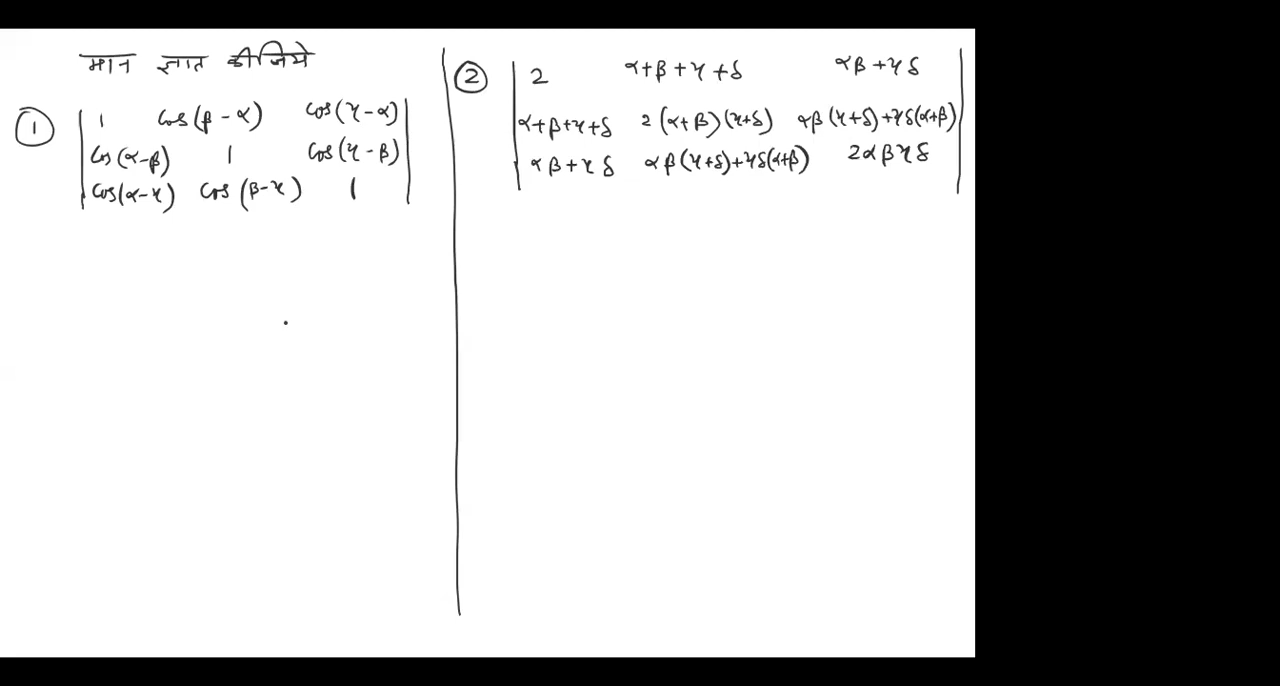 मान ज्ञात कीजिये
① | 1 cos(β-α) cos(γ-α) |
| cos(α-β) 1 cos(γ-β) |
| cos(α-γ) cos(β-γ) 1 |
② | 2 α+β+γ+δ αβ+γδ |
| α+β+γ+δ 2(α+β)(γ+δ) αβ(γ+δ)+γδ(α+β) |
| αβ+γδ αβ(γ+δ)+γδ(α+β) 2αβγδ |